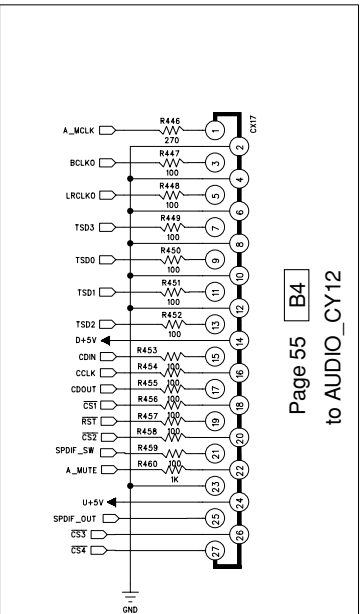 R446
A_MCLK
1
CX17
270
2
R447
BCLKO
3
100
4
R448
LRCLKO
5
100
6
R449
TSD3
7
100
8
R450
TSD0
9
100
10
R451
TSD1
11
100
12
R452
TSD2
13
100
D+5V
14
R453
CDIN
15
100
R454
CCLK
16
100
R455
CDOUT
17
100
R456
CS1
18
100
R457
RST
19
100
R458
CS2
20
100
R459
SPDIF_SW
21
100
R460
A_MUTE
22
1K
23
U+5V
24
SPDIF_OUT
25
CS3
26
CS4
27
GND
Page 55 B4
to AUDIO_CY12